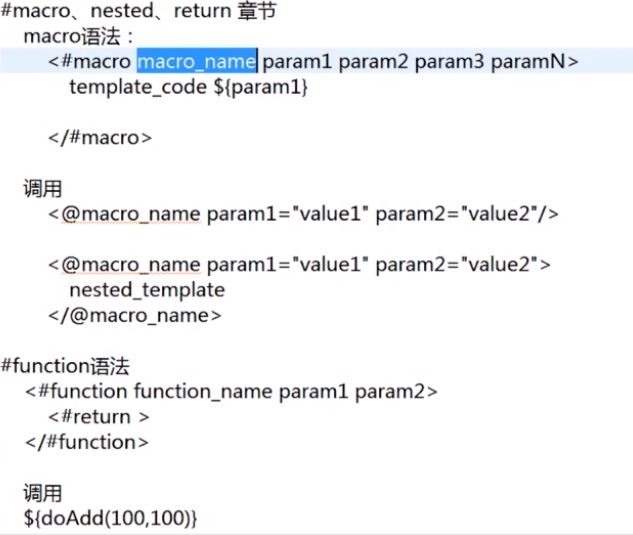 #macro、nested、return 章节
macro语法：
<#macro macro_name param1 param2 param3 paramN>
template_code ${param1}
</#macro>
调用
<@macro_name param1="value1" param2="value2"/>
<@macro_name param1="value1" param2="value2">
nested_template
</@macro_name>
#function语法
<#function function_name param1 param2>
<#return >
</#function>
调用
${doAdd(100,100)}